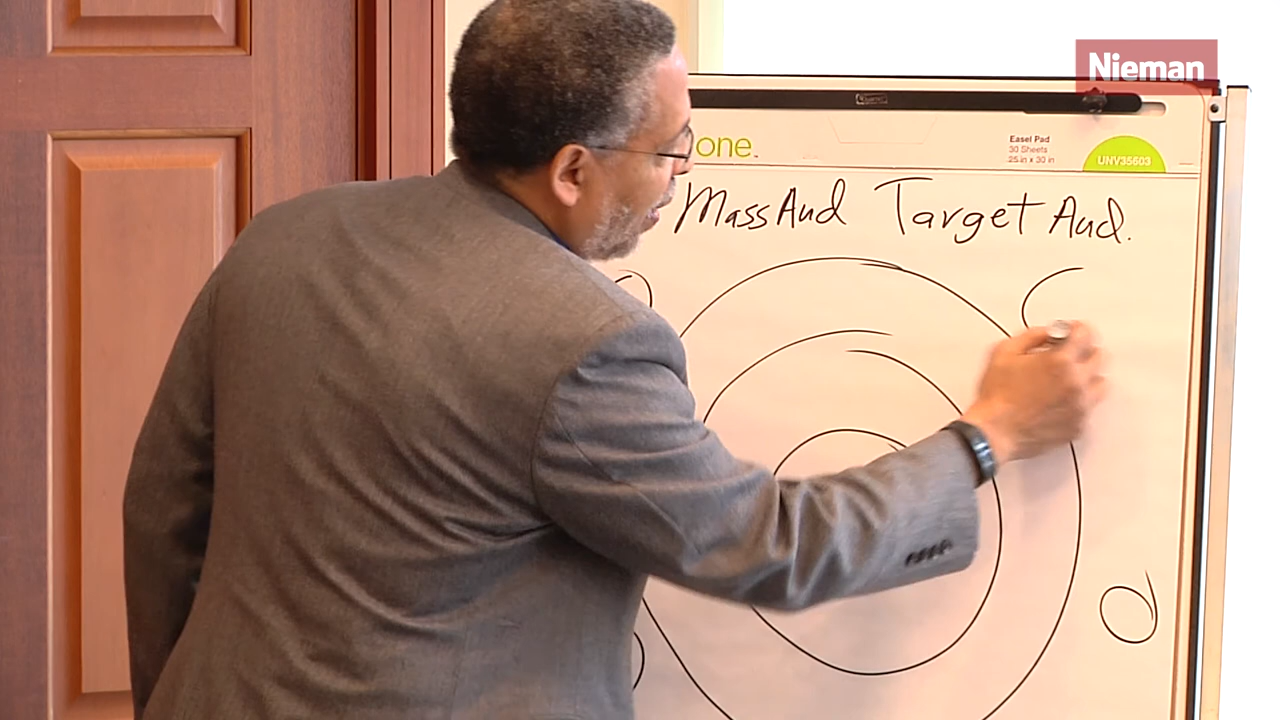 Nieman
one.
Easel Pad
30 Sheets
25 in x 30 in
UNV35603
Mass Aud Target Aud.